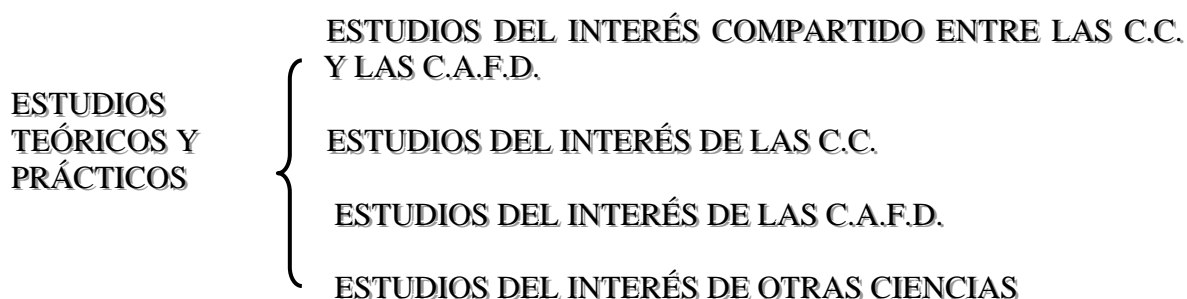 ESTUDIOS TEÓRICOS Y PRÁCTICOS
ESTUDIOS DEL INTERÉS COMPARTIDO ENTRE LAS C.C.
Y LAS C.A.F.D.
ESTUDIOS DEL INTERÉS DE LAS C.C.
ESTUDIOS DEL INTERÉS DE LAS C.A.F.D.
ESTUDIOS DEL INTERÉS DE OTRAS CIENCIAS